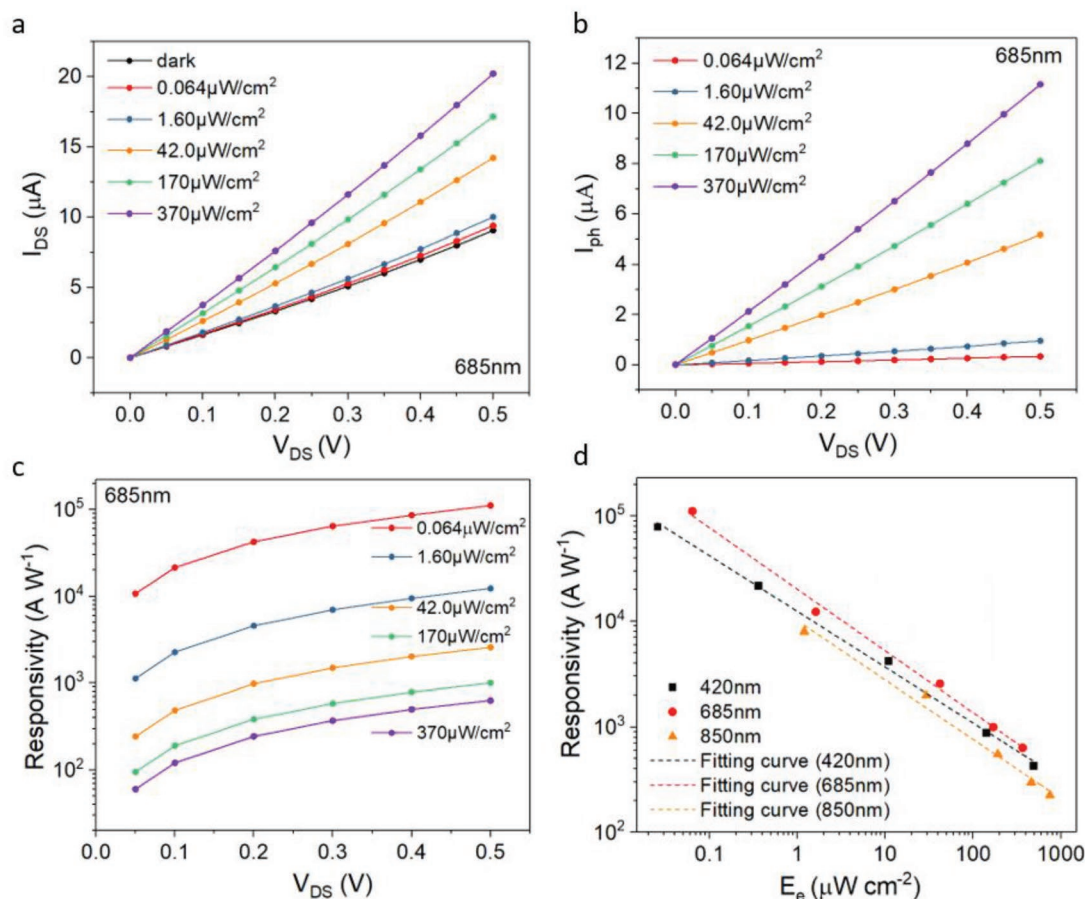 a
dark
0.064μW/cm²
1.60μW/cm²
42.0μW/cm²
170μW/cm²
370μW/cm²
20
15
10
5
0
I_DS (μA)
685nm
0.0 0.1 0.2 0.3 0.4 0.5
V_DS (V)
b
685nm
0.064μW/cm²
1.60μW/cm²
42.0μW/cm²
170μW/cm²
370μW/cm²
12
10
8
6
4
2
0
I_ph (μA)
0.0 0.1 0.2 0.3 0.4 0.5
V_DS (V)
c
685nm
10⁵
10⁴
10³
10²
Responsivity (A W⁻¹)
0.064μW/cm²
1.60μW/cm²
42.0μW/cm²
170μW/cm²
370μW/cm²
0.0 0.1 0.2 0.3 0.4 0.5
V_DS (V)
d
10⁵
10⁴
10³
10²
Responsivity (A W⁻¹)
420nm
685nm
850nm
Fitting curve (420nm)
Fitting curve (685nm)
Fitting curve (850nm)
0.1 1 10 100 1000
E_e (μW cm⁻²)